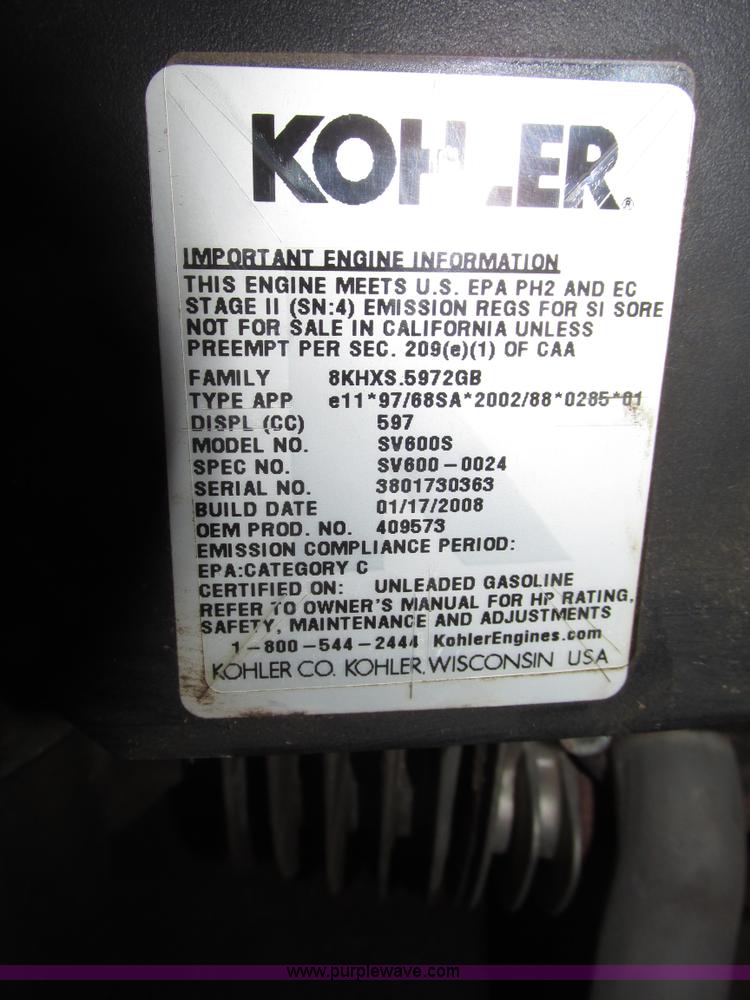 KOHLER®
IMPORTANT ENGINE INFORMATION
THIS ENGINE MEETS U.S. EPA PH2 AND EC
STAGE II (SN:4) EMISSION REGS FOR SI SORE
NOT FOR SALE IN CALIFORNIA UNLESS
PREEMPT PER SEC. 209(e)(1) OF CAA
FAMILY 8KHXS.5972GB
TYPE APP e11*97/68SA*2002/88*0285*01
DISPL (CC) 597
MODEL NO. SV600S
SPEC NO. SV600-0024
SERIAL NO. 3801730363
BUILD DATE 01/17/2008
OEM PROD. NO. 409573
EMISSION COMPLIANCE PERIOD:
EPA:CATEGORY C
CERTIFIED ON: UNLEADED GASOLINE
REFER TO OWNER'S MANUAL FOR HP RATING,
SAFETY, MAINTENANCE AND ADJUSTMENTS
1-800-544-2444 KohlerEngines.com
KOHLER CO. KOHLER, WISCONSIN USA
www.purplewave.com